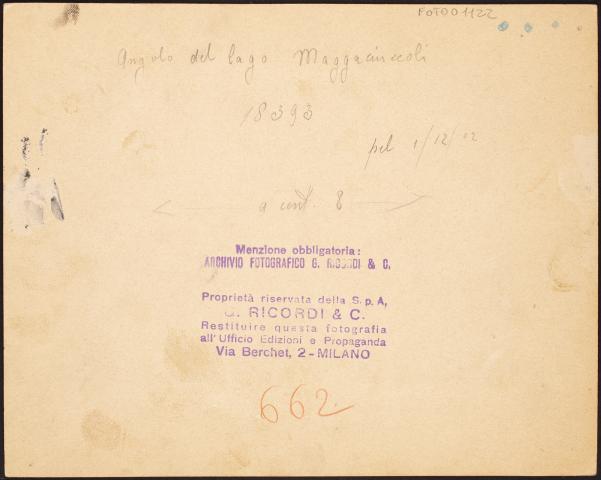 FOTO01122
Angolo del lago
18393
pel 1/12/02
a cent. 8
Menzione obbligatoria:
ARCHIVIO FOTOGRAFICO G. RICORDI & C.
Proprietà riservata della S.p.A,
G. RICORDI & C.
Restituire questa fotografia
all'Ufficio Edizioni e Propaganda
Via Berchet, 2 - MILANO
662